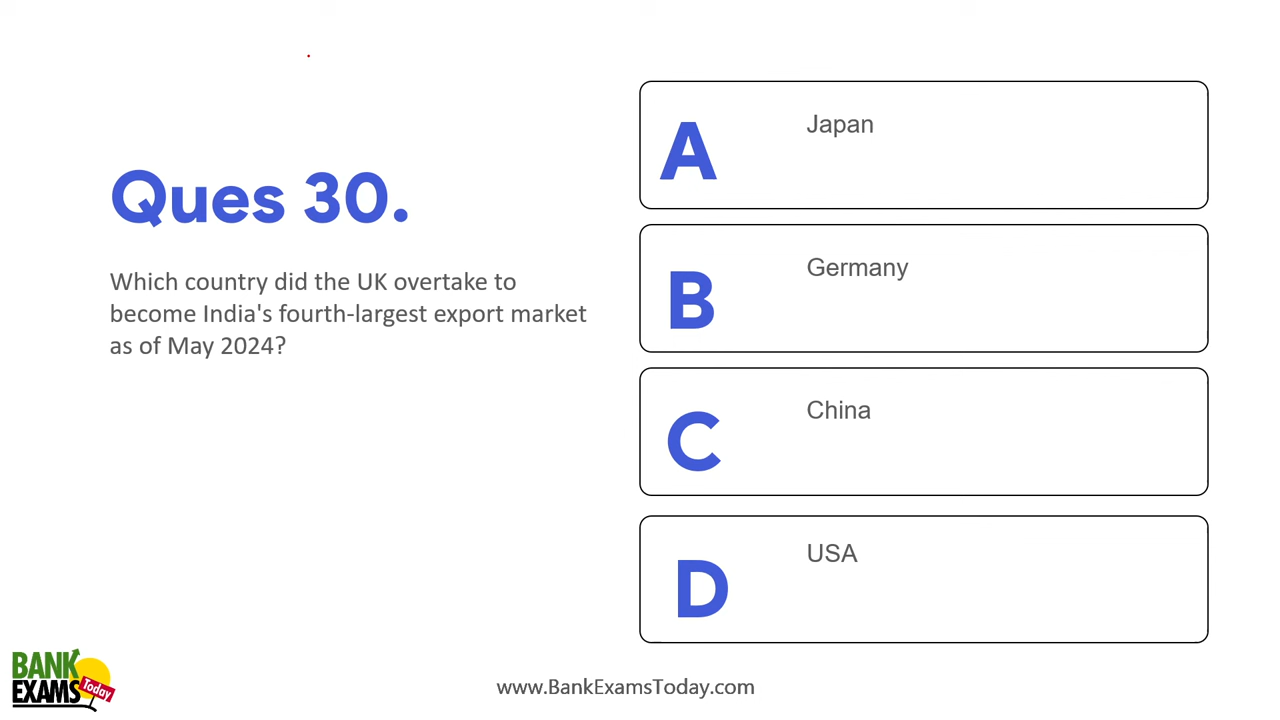 Ques 30.
Which country did the UK overtake to
become India's fourth-largest export market
as of May 2024?
A
Japan
B
Germany
C
China
D
USA
BANK
EXAMS
Today
www.BankExamsToday.com